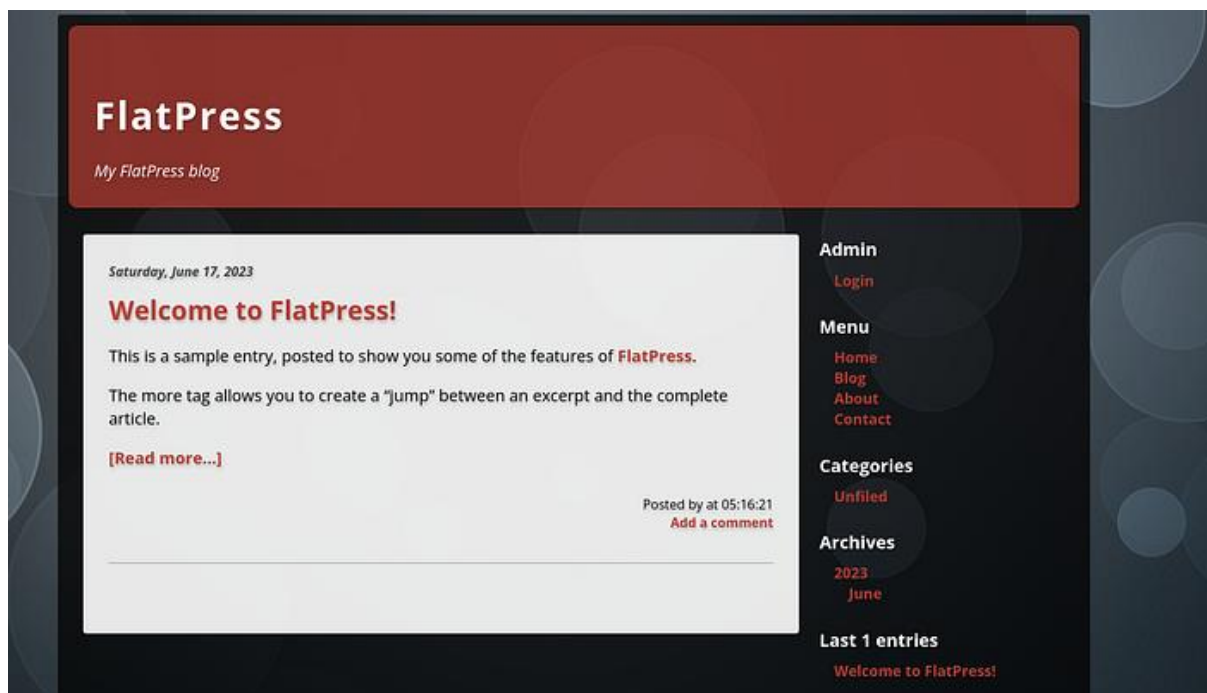 FlatPress
My FlatPress blog
Saturday, June 17, 2023
Welcome to FlatPress!
This is a sample entry, posted to show you some of the features of FlatPress.
The more tag allows you to create a “jump” between an excerpt and the complete
article.
[Read more…]
Posted by at 05:16:21
Add a comment
Admin
Login
Menu
Home
Blog
About
Contact
Categories
Unfiled
Archives
2023
June
Last 1 entries
Welcome to FlatPress!